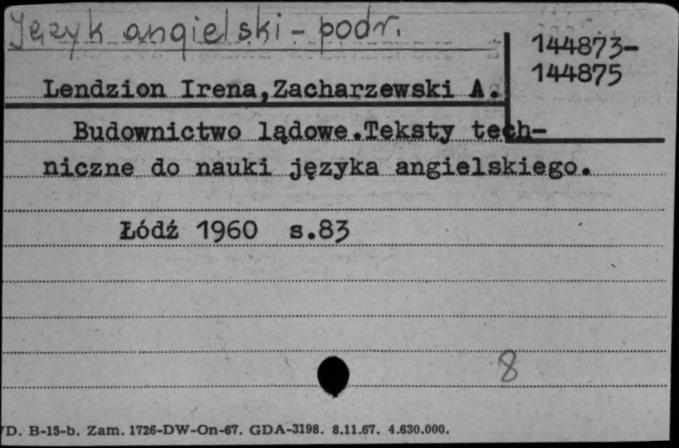 Język angielski - podr.
144873-
144875
Lendzion Irena,Zacharzewski A.
Budownictwo lądowe.Teksty tech-
niczne do nauki języka angielskiego.
Łódź 1960 s.83
8
D. B-15-b. Zam. 1726-DW-On-67. GDA-3198. 8.11.67. 4.630.000.